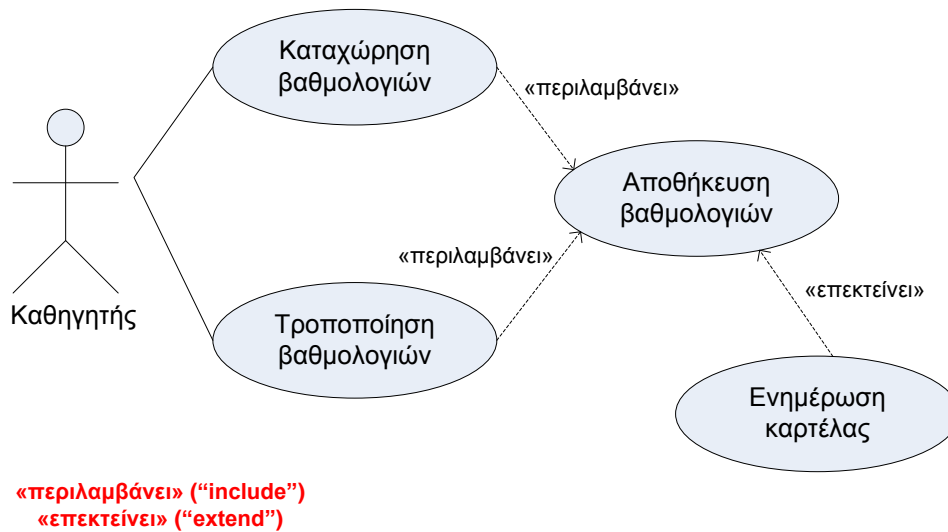 Καταχώρηση
βαθμολογιών
«περιλαμβάνει»
Αποθήκευση
βαθμολογιών
«περιλαμβάνει»
«επεκτείνει»
Καθηγητής
Τροποποίηση
βαθμολογιών
Ενημέρωση
καρτέλας
«περιλαμβάνει» (“include”)
«επεκτείνει» (“extend”)